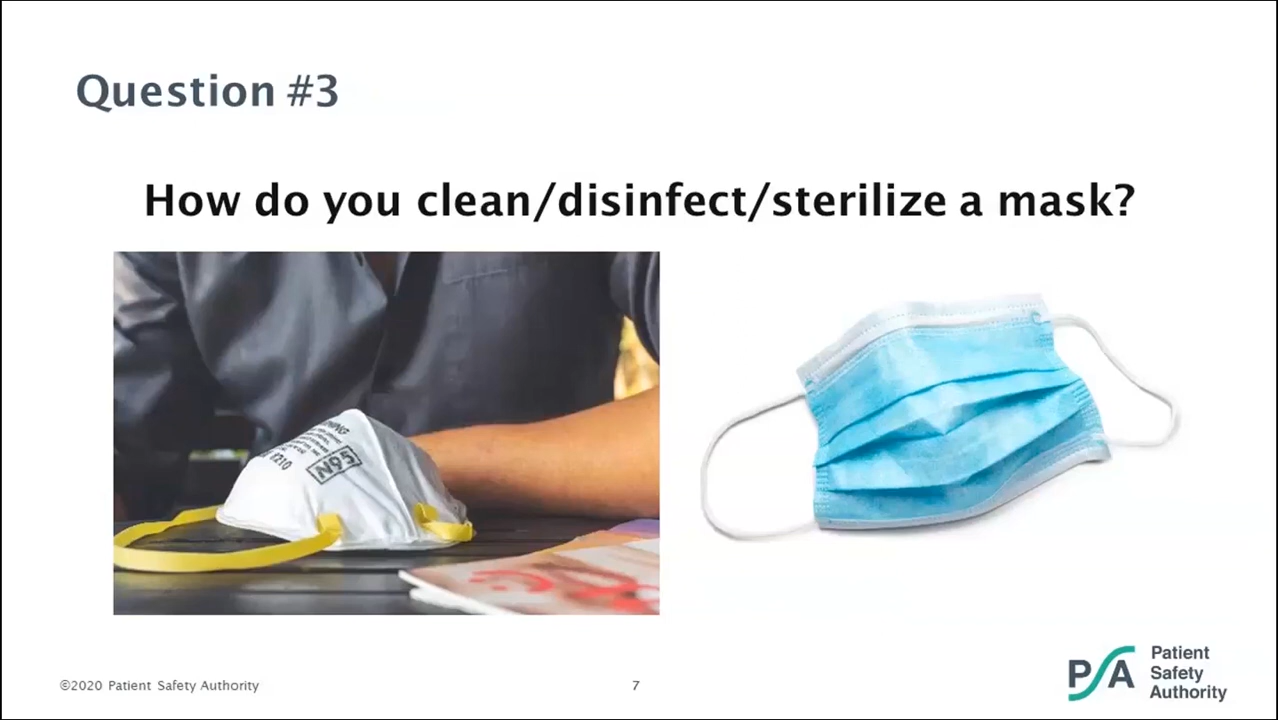 Question #3
How do you clean/disinfect/sterilize a mask?
N95
©2020 Patient Safety Authority
7
PSA
Patient
Safety
Authority